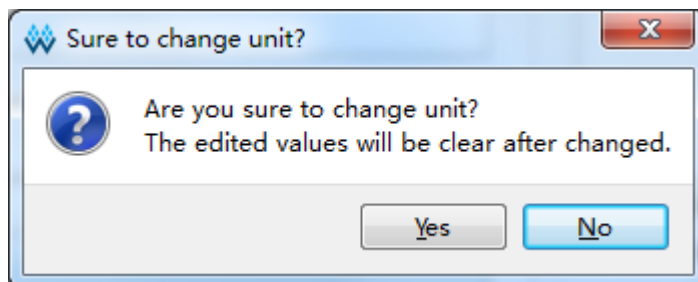 Sure to change unit?
Are you sure to change unit?
The edited values will be clear after changed.
Yes
No